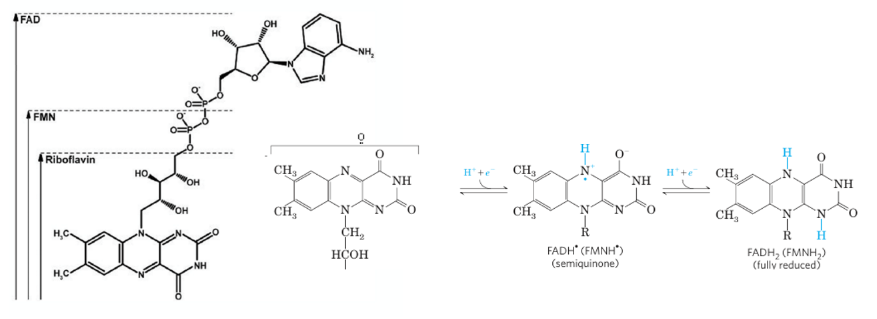 FAD
FMN
Riboflavin
HO
OH
NH₂
O
N
N
O⁻
O=P
O
O⁻
O=P
O
O
HO
OH
OH
H₃C
H₃C
N
N
O
NH
N
O
O
CH₃
CH₃
N
O
NH
N
N
O
CH₂
HCOH
H⁺ + e⁻
H
CH₃
CH₃
N⁺
O⁻
NH
N
N
O
R
FADH• (FMNH•)
(semiquinone)
H⁺ + e⁻
H
CH₃
CH₃
N
O
NH
N
N
O
R
H
FADH₂ (FMNH₂)
(fully reduced)